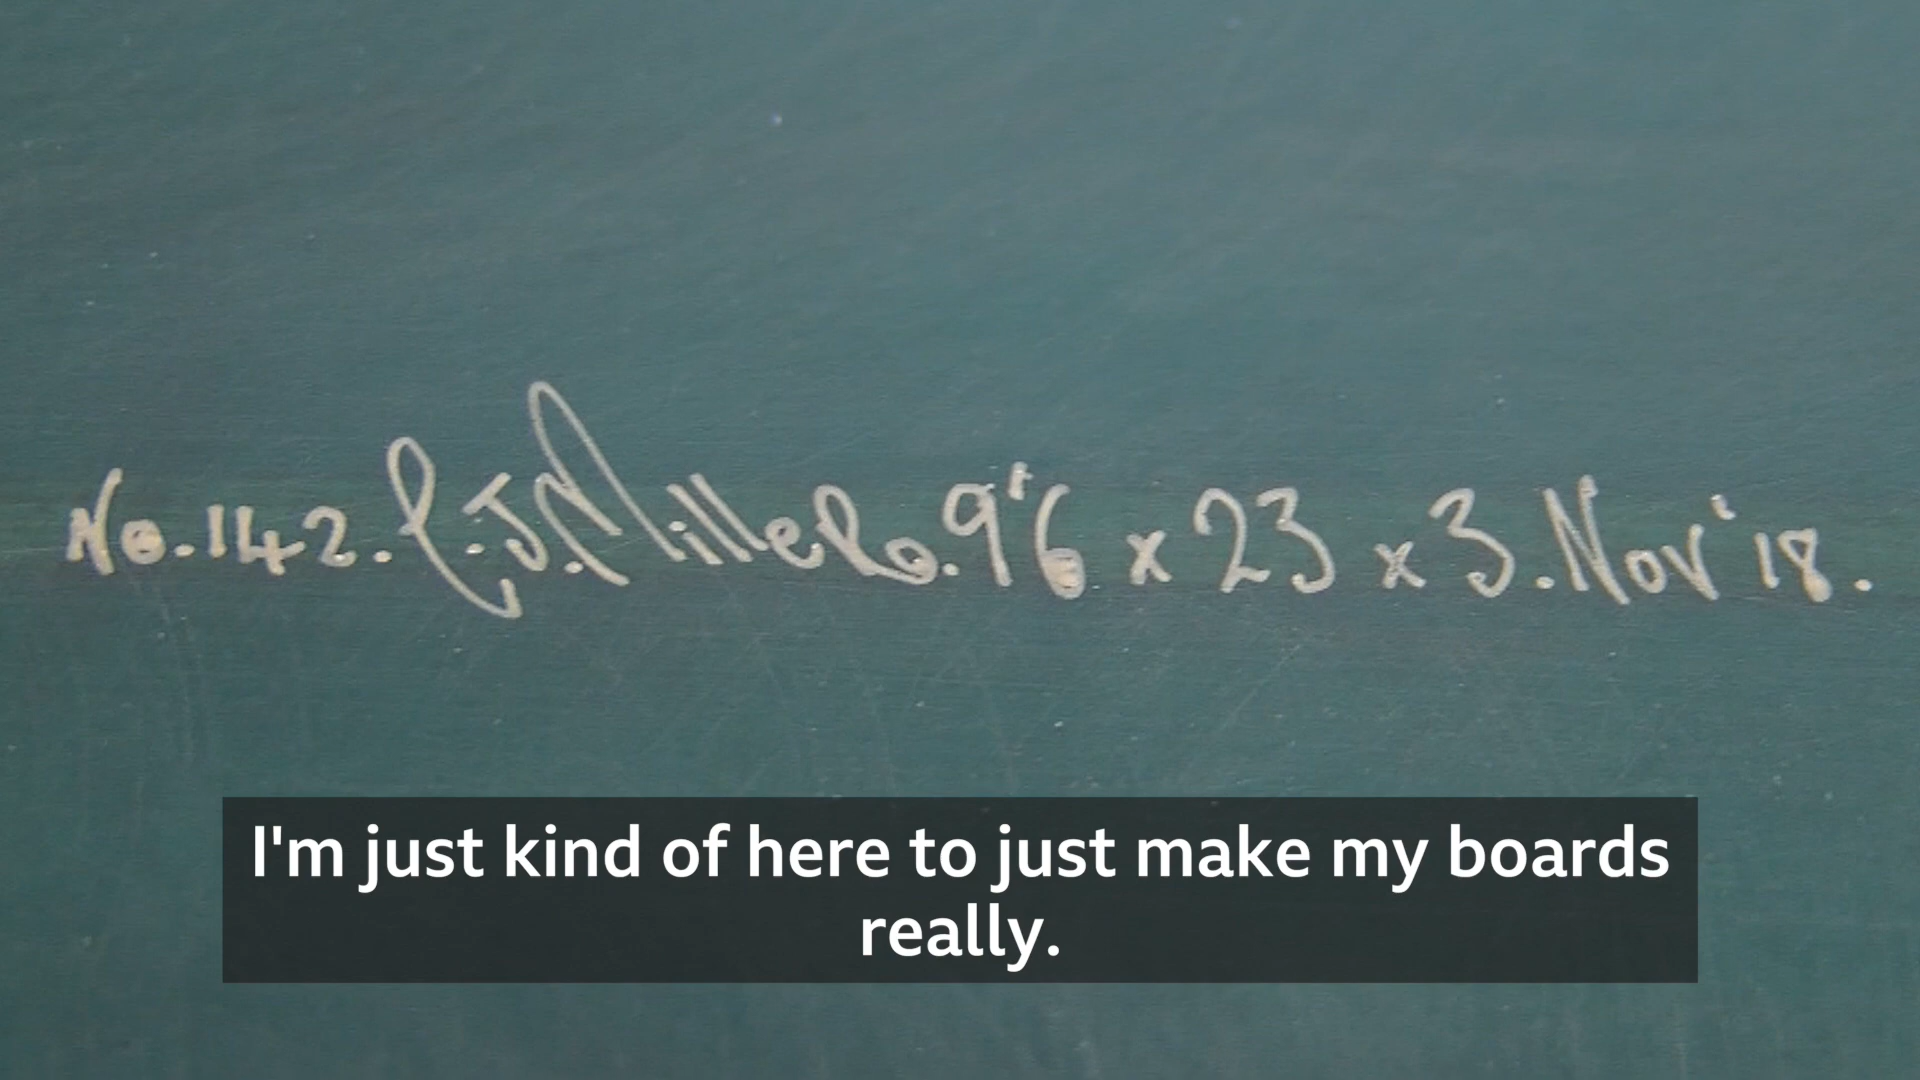 No.142. C.J. Miller. 9'6 x 23 x 3. Nov '18.
I'm just kind of here to just make my boards
really.